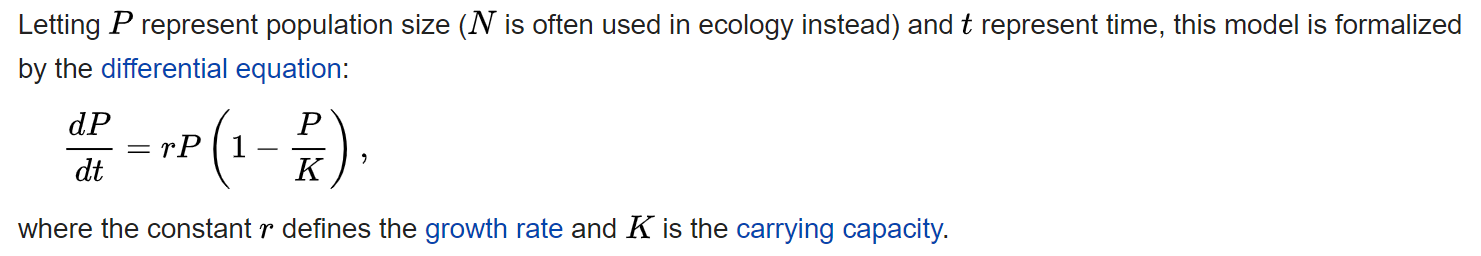 Letting P represent population size (N is often used in ecology instead) and t represent time, this model is formalized
by the differential equation:
dP/dt = rP(1 − P/K),
where the constant r defines the growth rate and K is the carrying capacity.